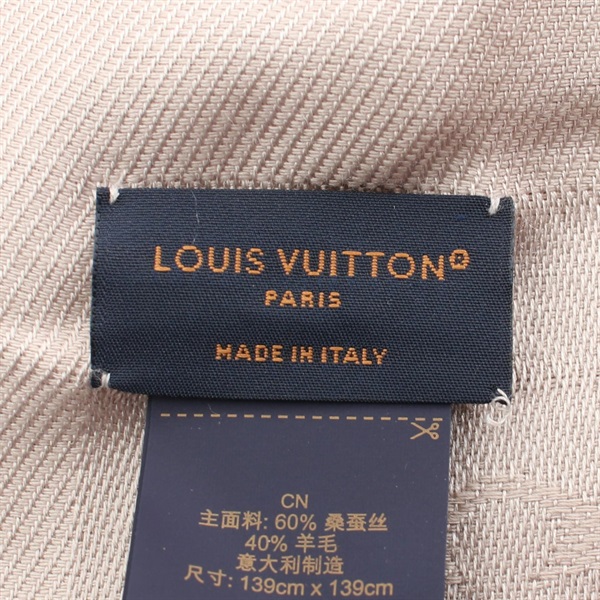 LOUIS VUITTON®
PARIS
MADE IN ITALY
CN
主面料: 60% 桑蚕丝
40% 羊毛
意大利制造
尺寸: 139cm x 139cm